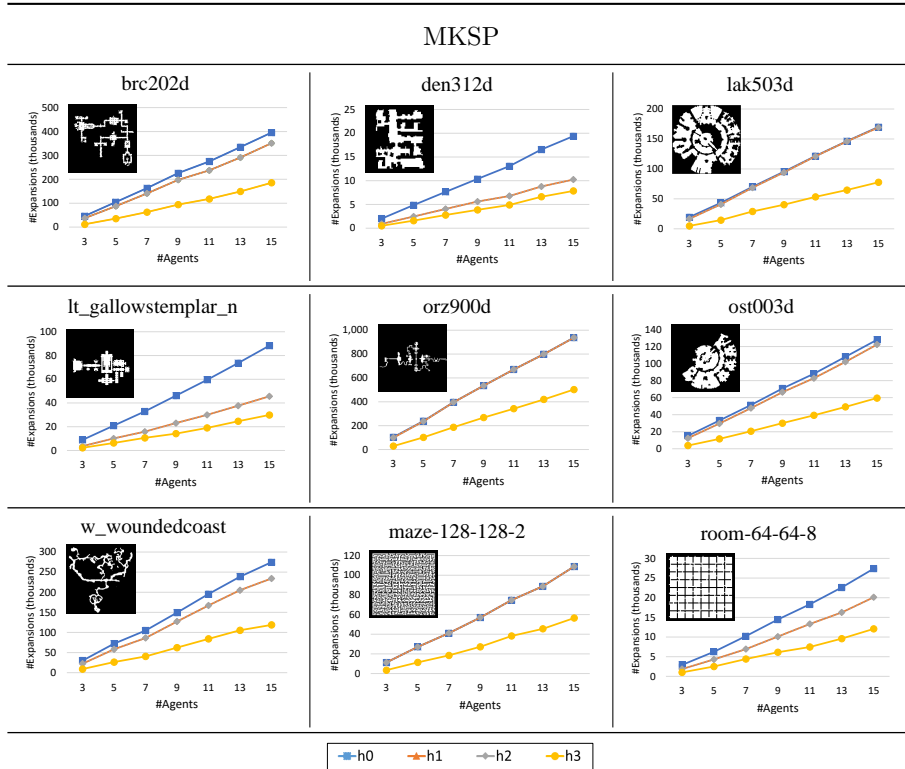 MKSP
brc202d
#Expansions (thousands)
500
400
300
200
100
0
3 5 7 9 11 13 15
#Agents
den312d
#Expansions (thousands)
25
20
15
10
5
0
3 5 7 9 11 13 15
#Agents
lak503d
#Expansions (thousands)
200
150
100
50
0
3 5 7 9 11 13 15
#Agents
lt_gallowstemplar_n
#Expansions (thousands)
100
80
60
40
20
0
3 5 7 9 11 13 15
#Agents
orz900d
#Expansions (thousands)
1,000
800
600
400
200
0
3 5 7 9 11 13 15
#Agents
ost003d
#Expansions (thousands)
140
120
100
80
60
40
20
0
3 5 7 9 11 13 15
#Agents
w_woundedcoast
#Expansions (thousands)
300
250
200
150
100
50
0
3 5 7 9 11 13 15
#Agents
maze-128-128-2
#Expansions (thousands)
120
100
80
60
40
20
0
3 5 7 9 11 13 15
#Agents
room-64-64-8
#Expansions (thousands)
30
25
20
15
10
5
0
3 5 7 9 11 13 15
#Agents
h0 h1 h2 h3